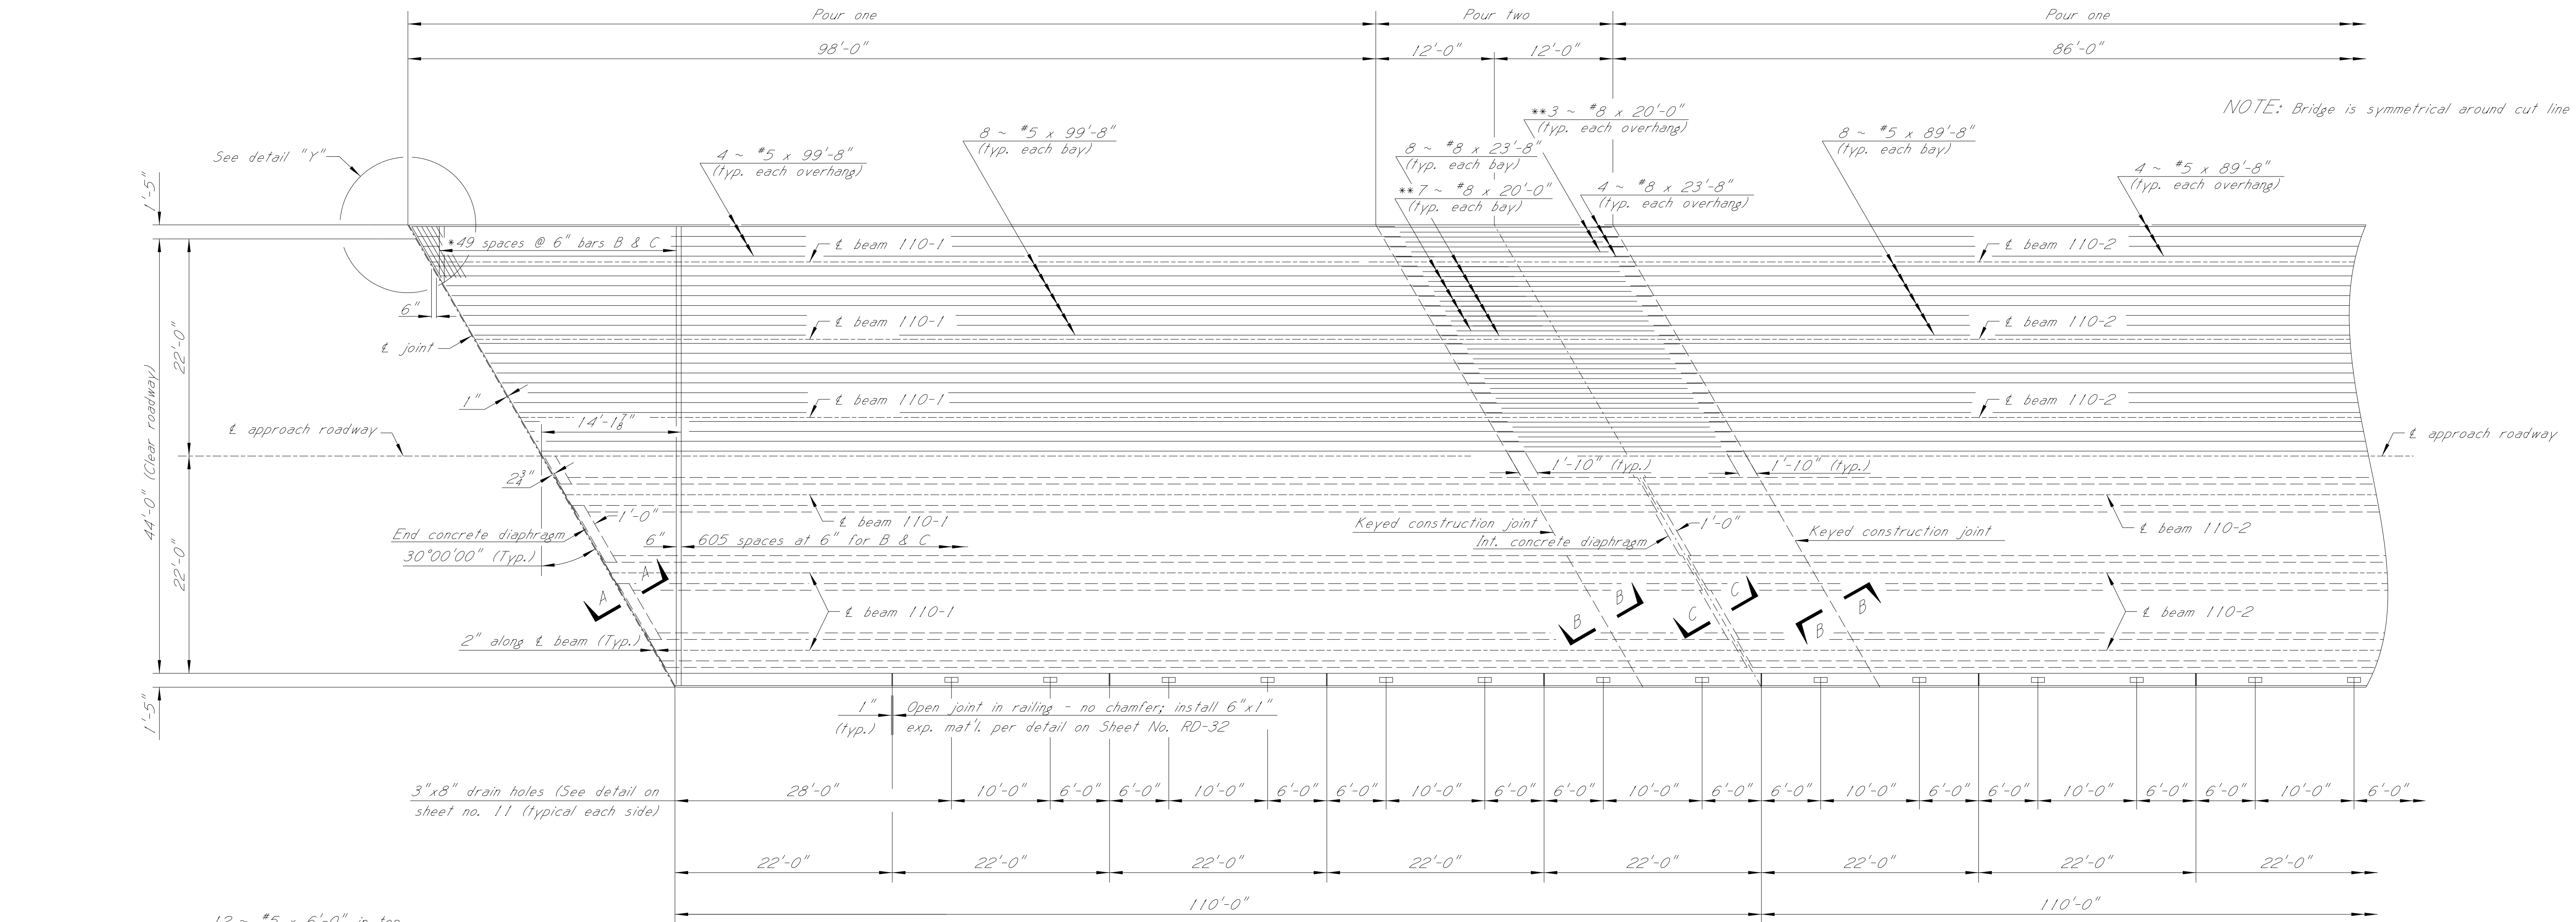 Pour one
Pour two
Pour one
98'-0"
12'-0"
12'-0"
86'-0"
NOTE: Bridge is symmetrical around cut line
**3 ~ #8 x 20'-0"
(typ. each overhang)
8 ~ #5 x 99'-8"
(typ. each bay)
8 ~ #5 x 89'-8"
(typ. each bay)
See detail "Y"
4 ~ #5 x 99'-8"
(typ. each overhang)
8 ~ #8 x 23'-8"
(typ. each bay)
4 ~ #5 x 89'-8"
(typ. each overhang)
**7 ~ #8 x 20'-0"
(typ. each bay)
4 ~ #8 x 23'-8"
(typ. each overhang)
1'-5"
*49 spaces @ 6" bars B & C
℄ beam 110-1
℄ beam 110-2
6"
℄ beam 110-1
℄ beam 110-2
22'-0"
℄ joint
44'-0" (Clear roadway)
1"
℄ beam 110-1
℄ beam 110-2
14'-1 7/8"
℄ approach roadway
℄ approach roadway
2 3/4"
1'-10" (typ.)
1'-10" (typ.)
1'-0"
℄ beam 110-1
Keyed construction joint
1'-0"
Keyed construction joint
℄ beam 110-2
End concrete diaphragm
6"
605 spaces at 6" for B & C
Int. concrete diaphragm
30°00'00" (Typ.)
22'-0"
A
A
℄ beam 110-1
B
B
C
C
B
B
℄ beam 110-2
2" along ℄ beam (Typ.)
1'-5"
1"
(typ.)
Open joint in railing - no chamfer; install 6"x1"
exp. mat'l. per detail on Sheet No. RD-32
3"x8" drain holes (See detail on
sheet no. 11 (typical each side)
28'-0"
10'-0"
6'-0"
6'-0"
10'-0"
6'-0"
6'-0"
10'-0"
6'-0"
6'-0"
10'-0"
6'-0"
6'-0"
10'-0"
6'-0"
6'-0"
10'-0"
6'-0"
6'-0"
10'-0"
6'-0"
22'-0"
22'-0"
22'-0"
22'-0"
22'-0"
22'-0"
22'-0"
22'-0"
110'-0"
110'-0"
12 ~ #5 x 6'-0" in top